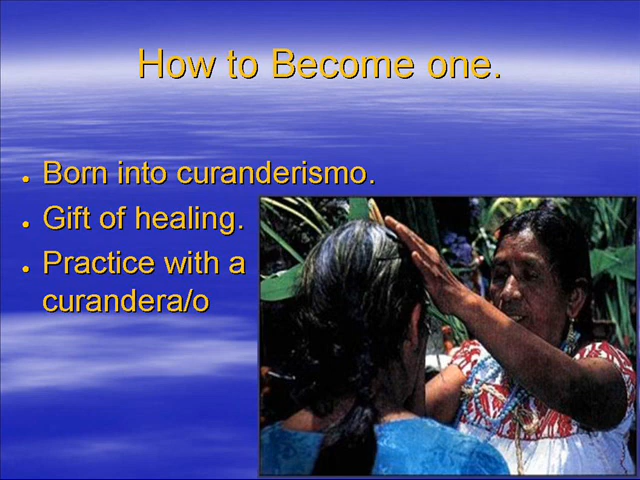 How to Become one.
Born into curanderismo.
Gift of healing.
Practice with a
curandera/o